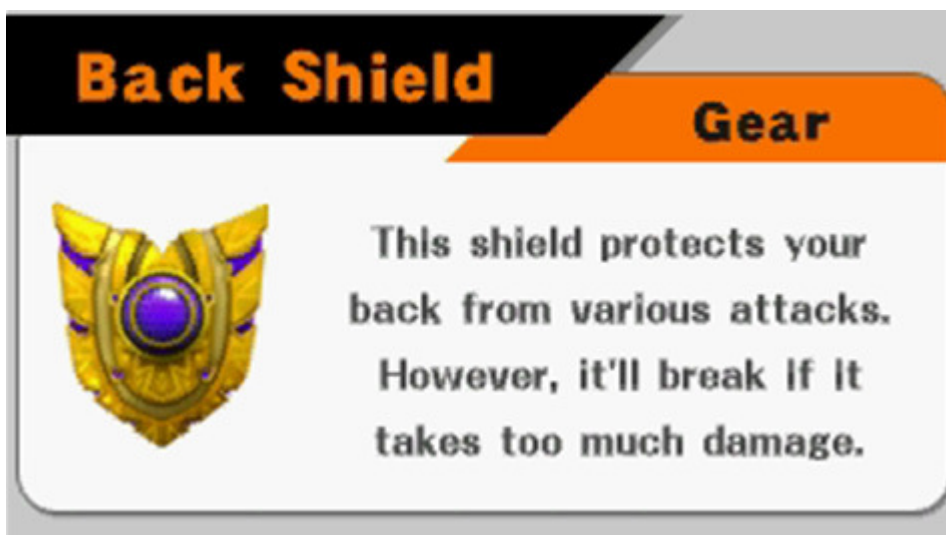 Back Shield
Gear
This shield protects your
back from various attacks.
However, it'll break if it
takes too much damage.